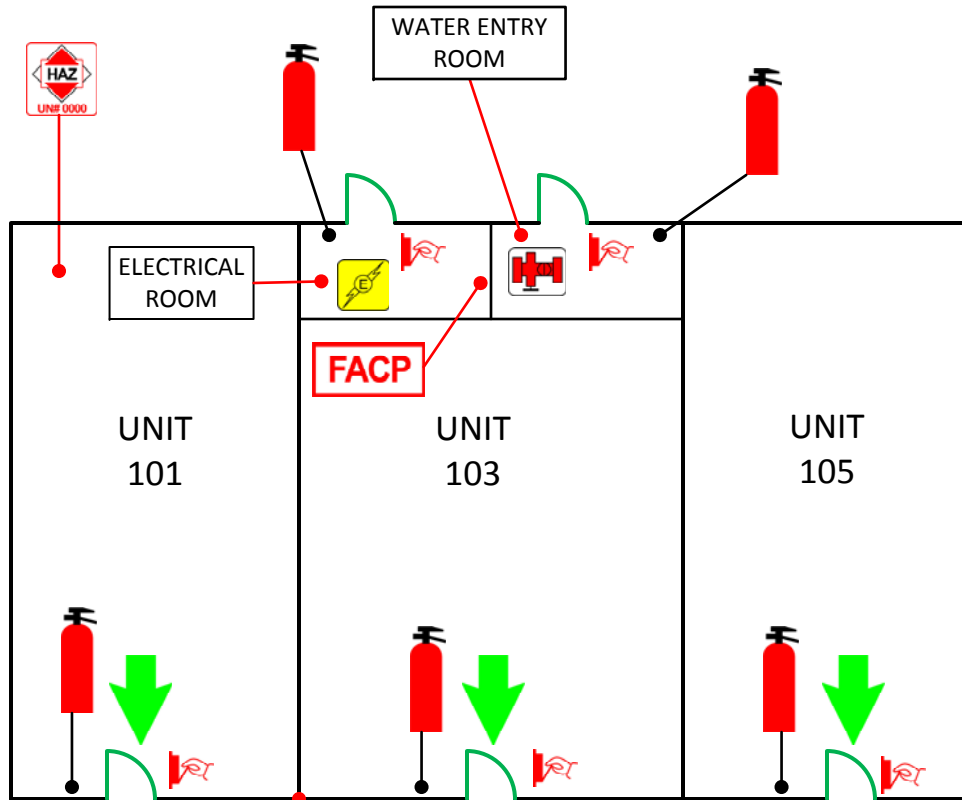 WATER ENTRY
ROOM
HAZ
UN# 0000
ELECTRICAL
ROOM
E
FACP
UNIT
101
UNIT
103
UNIT
105